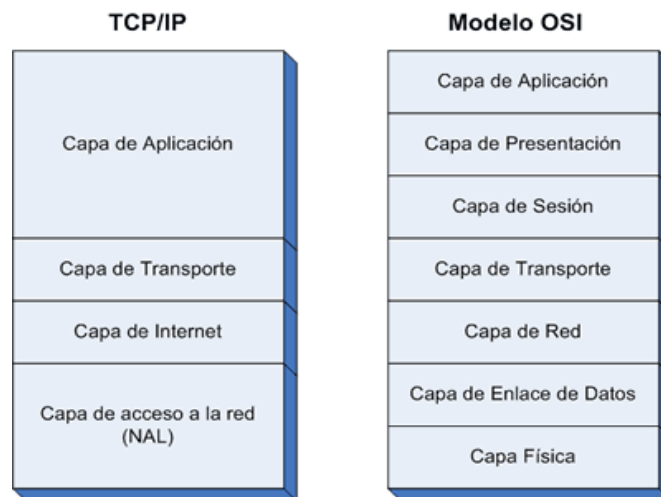 TCP/IP
Capa de Aplicación
Capa de Transporte
Capa de Internet
Capa de acceso a la red
(NAL)
Modelo OSI
Capa de Aplicación
Capa de Presentación
Capa de Sesión
Capa de Transporte
Capa de Red
Capa de Enlace de Datos
Capa Física